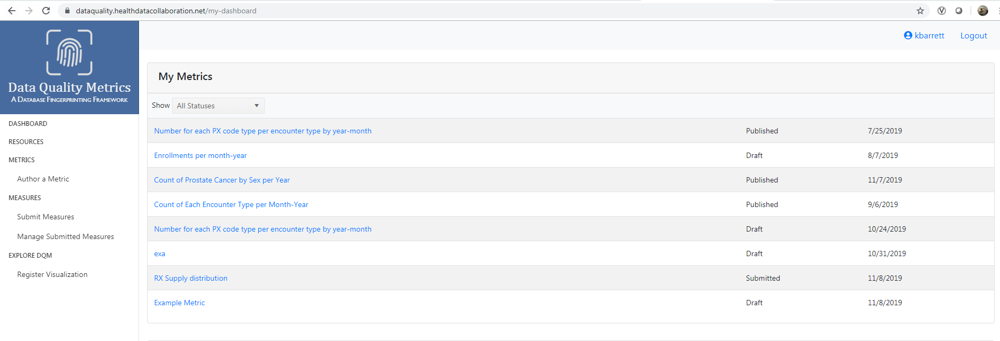 dataquality.healthdatacollaboration.net/my-dashboard
kbarrett Logout
Data Quality Metrics
A Database Fingerprinting Framework
DASHBOARD
RESOURCES
METRICS
Author a Metric
MEASURES
Submit Measures
Manage Submitted Measures
EXPLORE DQM
Register Visualization
My Metrics
Show All Statuses
Number for each PX code type per encounter type by year-month Published 7/25/2019
Enrollments per month-year Draft 8/7/2019
Count of Prostate Cancer by Sex per Year Published 11/7/2019
Count of Each Encounter Type per Month-Year Published 9/6/2019
Number for each PX code type per encounter type by year-month Draft 10/24/2019
exa Draft 10/31/2019
RX Supply distribution Submitted 11/8/2019
Example Metric Draft 11/8/2019